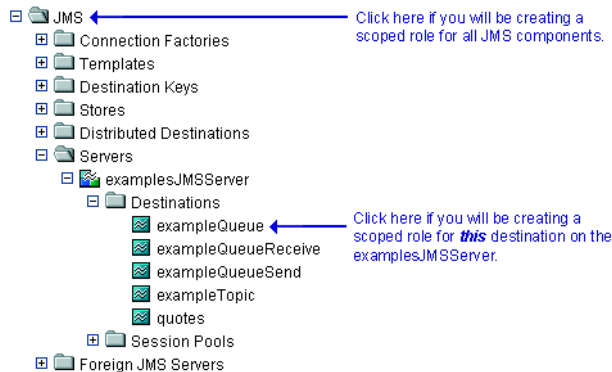 JMS
Click here if you will be creating a
scoped role for all JMS components.
Connection Factories
Templates
Destination Keys
Stores
Distributed Destinations
Servers
examplesJMSServer
Destinations
exampleQueue
Click here if you will be creating a
scoped role for this destination on the
examplesJMSServer.
exampleQueueReceive
exampleQueueSend
exampleTopic
quotes
Session Pools
Foreign JMS Servers